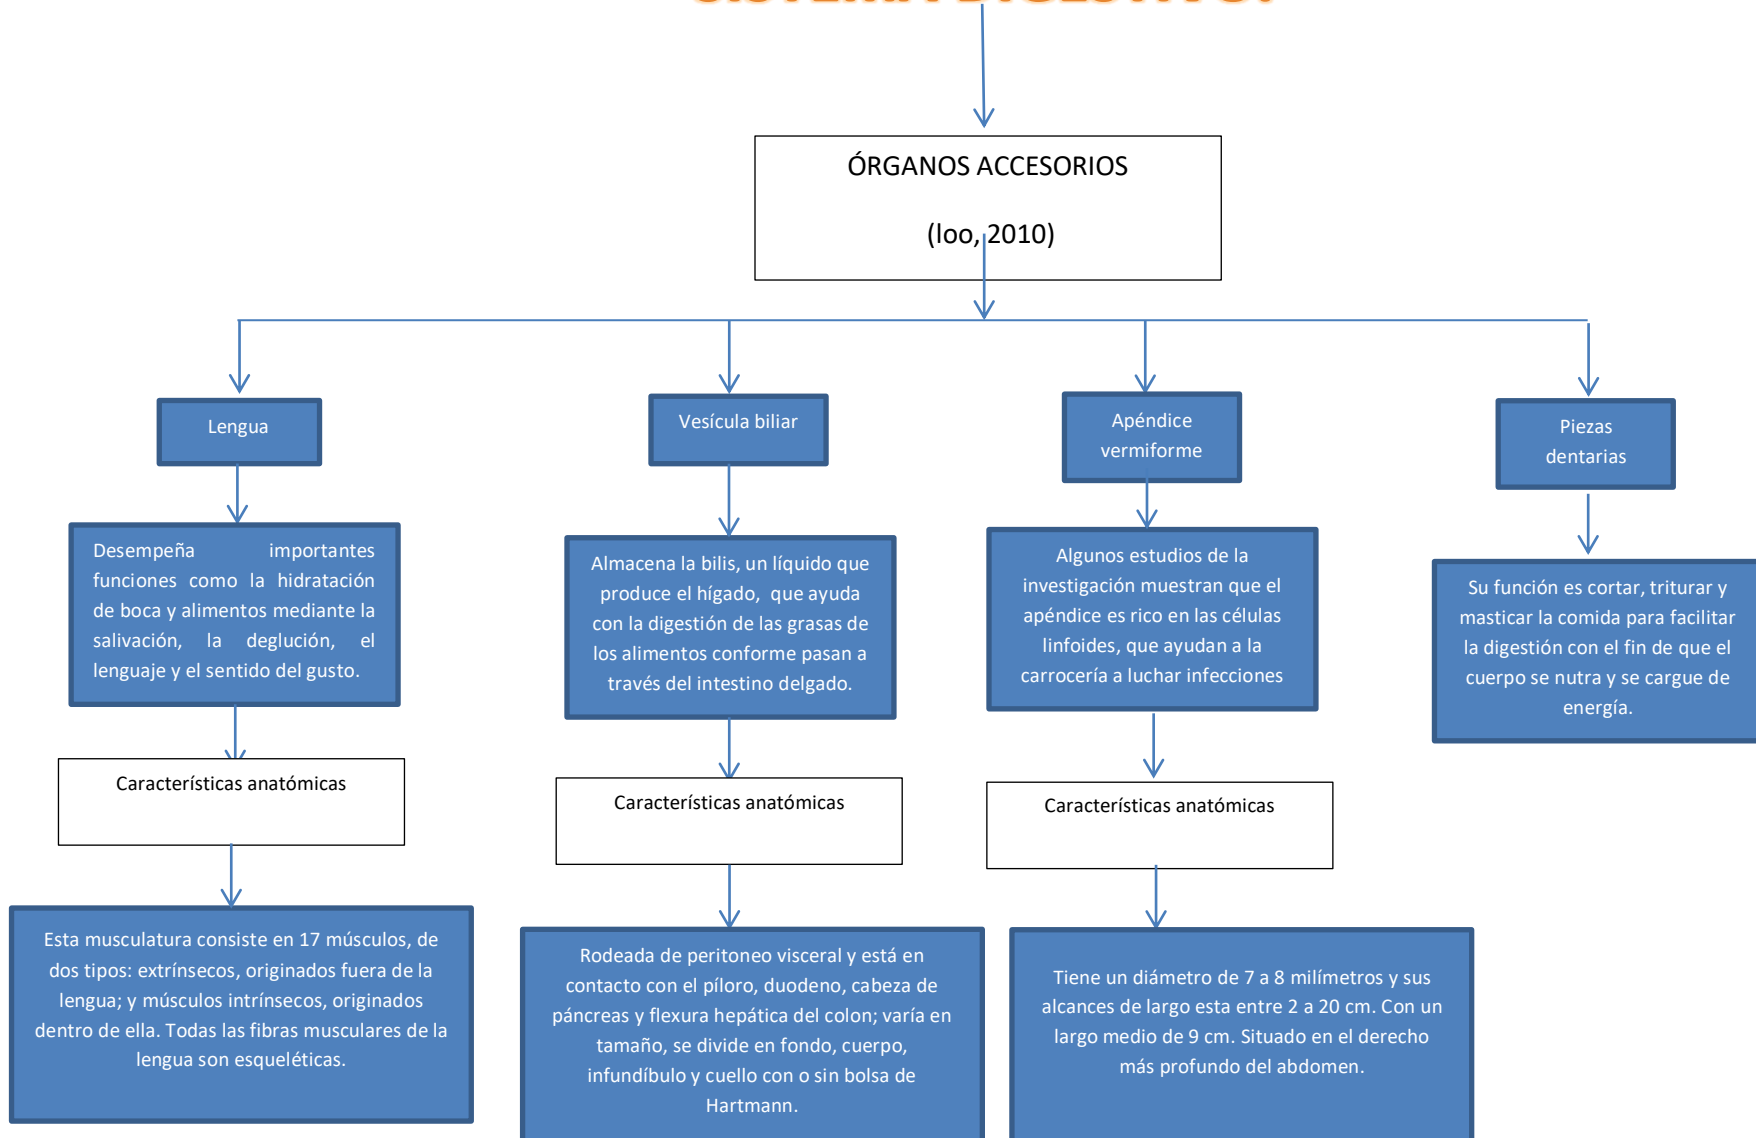 SISTEMA DIGESTIVO.
ÓRGANOS ACCESORIOS
(loo, 2010)
Lengua
Vesícula biliar
Apéndice
vermiforme
Piezas
dentarias
Desempeña importantes
funciones como la hidratación
de boca y alimentos mediante la
salivación, la deglución, el
lenguaje y el sentido del gusto.
Almacena la bilis, un líquido que
produce el hígado, que ayuda
con la digestión de las grasas de
los alimentos conforme pasan a
través del intestino delgado.
Algunos estudios de la
investigación muestran que el
apéndice es rico en las células
linfoides, que ayudan a la
carrocería a luchar infecciones
Su función es cortar, triturar y
masticar la comida para facilitar
la digestión con el fin de que el
cuerpo se nutra y se cargue de
energía.
Características anatómicas
Características anatómicas
Características anatómicas
Esta musculatura consiste en 17 músculos, de
dos tipos: extrínsecos, originados fuera de la
lengua; y músculos intrínsecos, originados
dentro de ella. Todas las fibras musculares de la
lengua son esqueléticas.
Rodeada de peritoneo visceral y está en
contacto con el píloro, duodeno, cabeza de
páncreas y flexura hepática del colon; varía en
tamaño, se divide en fondo, cuerpo,
infundíbulo y cuello con o sin bolsa de
Hartmann.
Tiene un diámetro de 7 a 8 milímetros y sus
alcances de largo esta entre 2 a 20 cm. Con un
largo medio de 9 cm. Situado en el derecho
más profundo del abdomen.